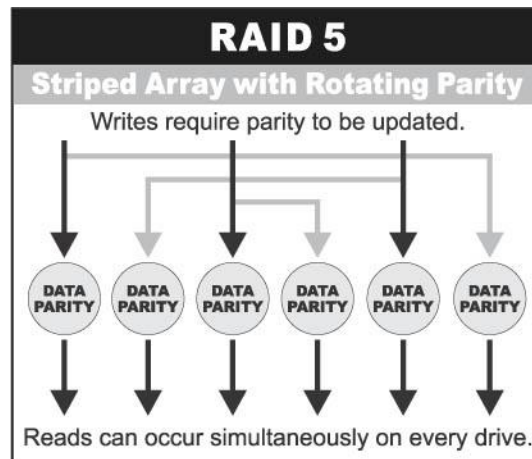 RAID 5
Striped Array with Rotating Parity
Writes require parity to be updated.
DATA DATA DATA DATA DATA DATA
PARITY PARITY PARITY PARITY PARITY PARITY
Reads can occur simultaneously on every drive.